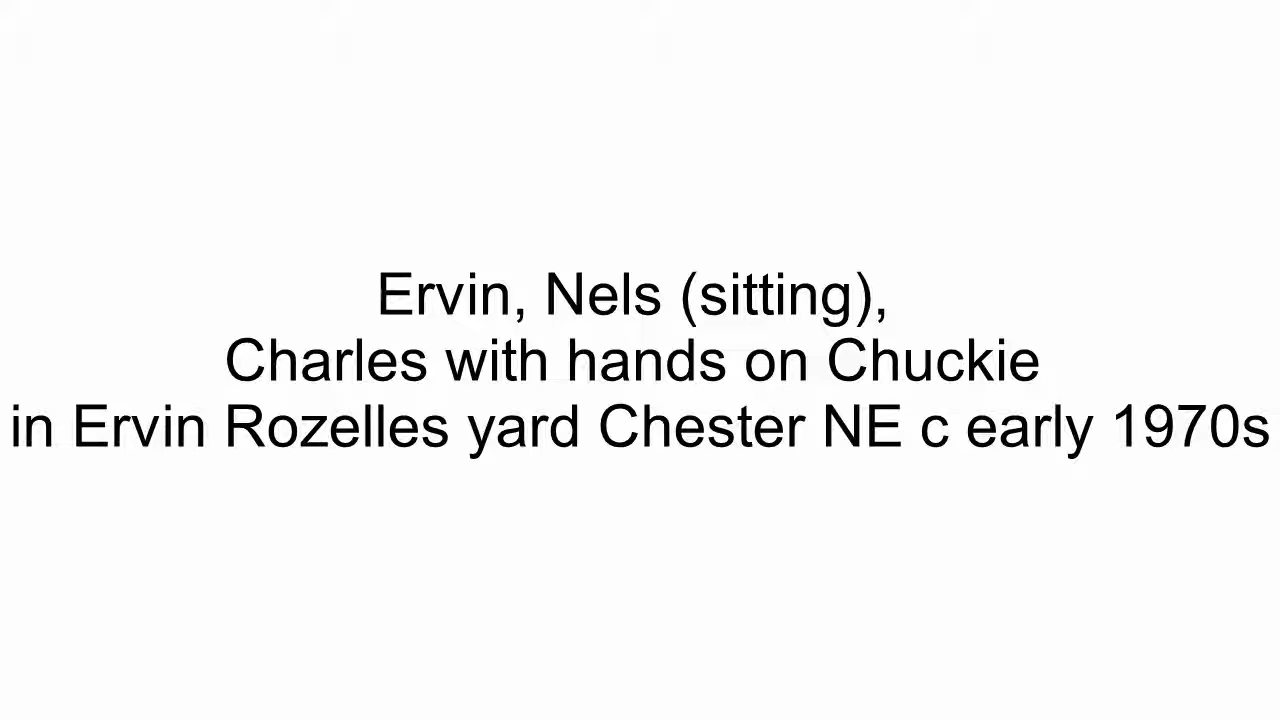 Ervin, Nels (sitting),
Charles with hands on Chuckie
in Ervin Rozelles yard Chester NE c early 1970s